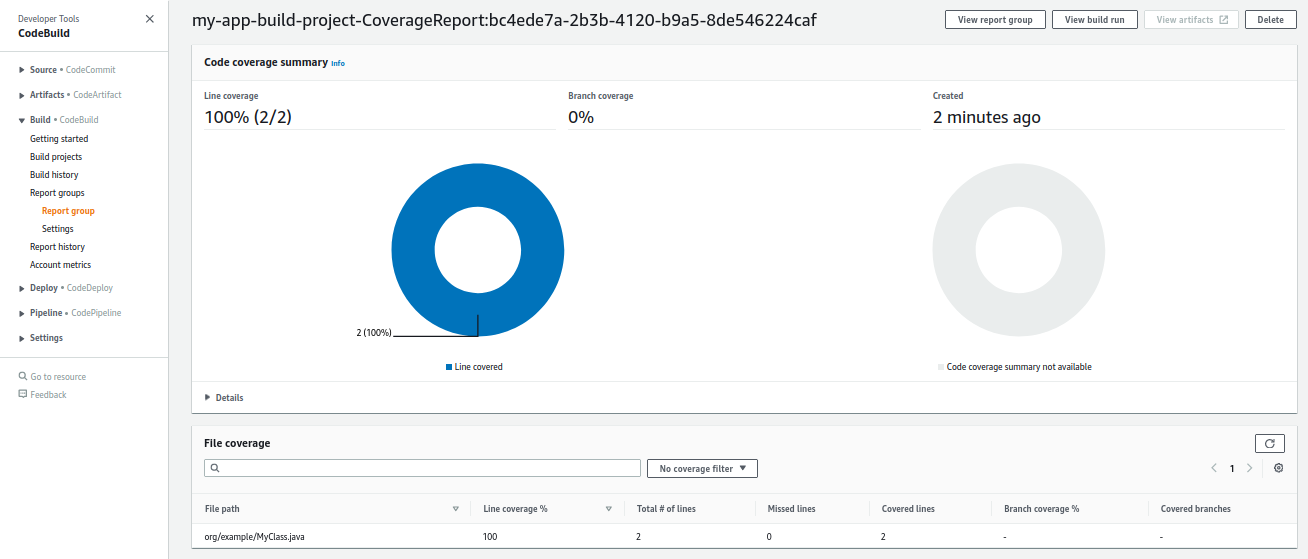 Developer Tools
CodeBuild
Source • CodeCommit
Artifacts • CodeArtifact
Build • CodeBuild
Getting started
Build projects
Build history
Report groups
Report group
Settings
Report history
Account metrics
Deploy • CodeDeploy
Pipeline • CodePipeline
Settings
Go to resource
Feedback
my-app-build-project-CoverageReport:bc4ede7a-2b3b-4120-b9a5-8de546224caf
View report group View build run View artifacts Delete
Code coverage summary Info
Line coverage Branch coverage Created
100% (2/2) 0% 2 minutes ago
2 (100%)
Line covered Code coverage summary not available
Details
File coverage
No coverage filter 1
File path Line coverage % Total # of lines Missed lines Covered lines Branch coverage % Covered branches
org/example/MyClass.java 100 2 0 2 - -